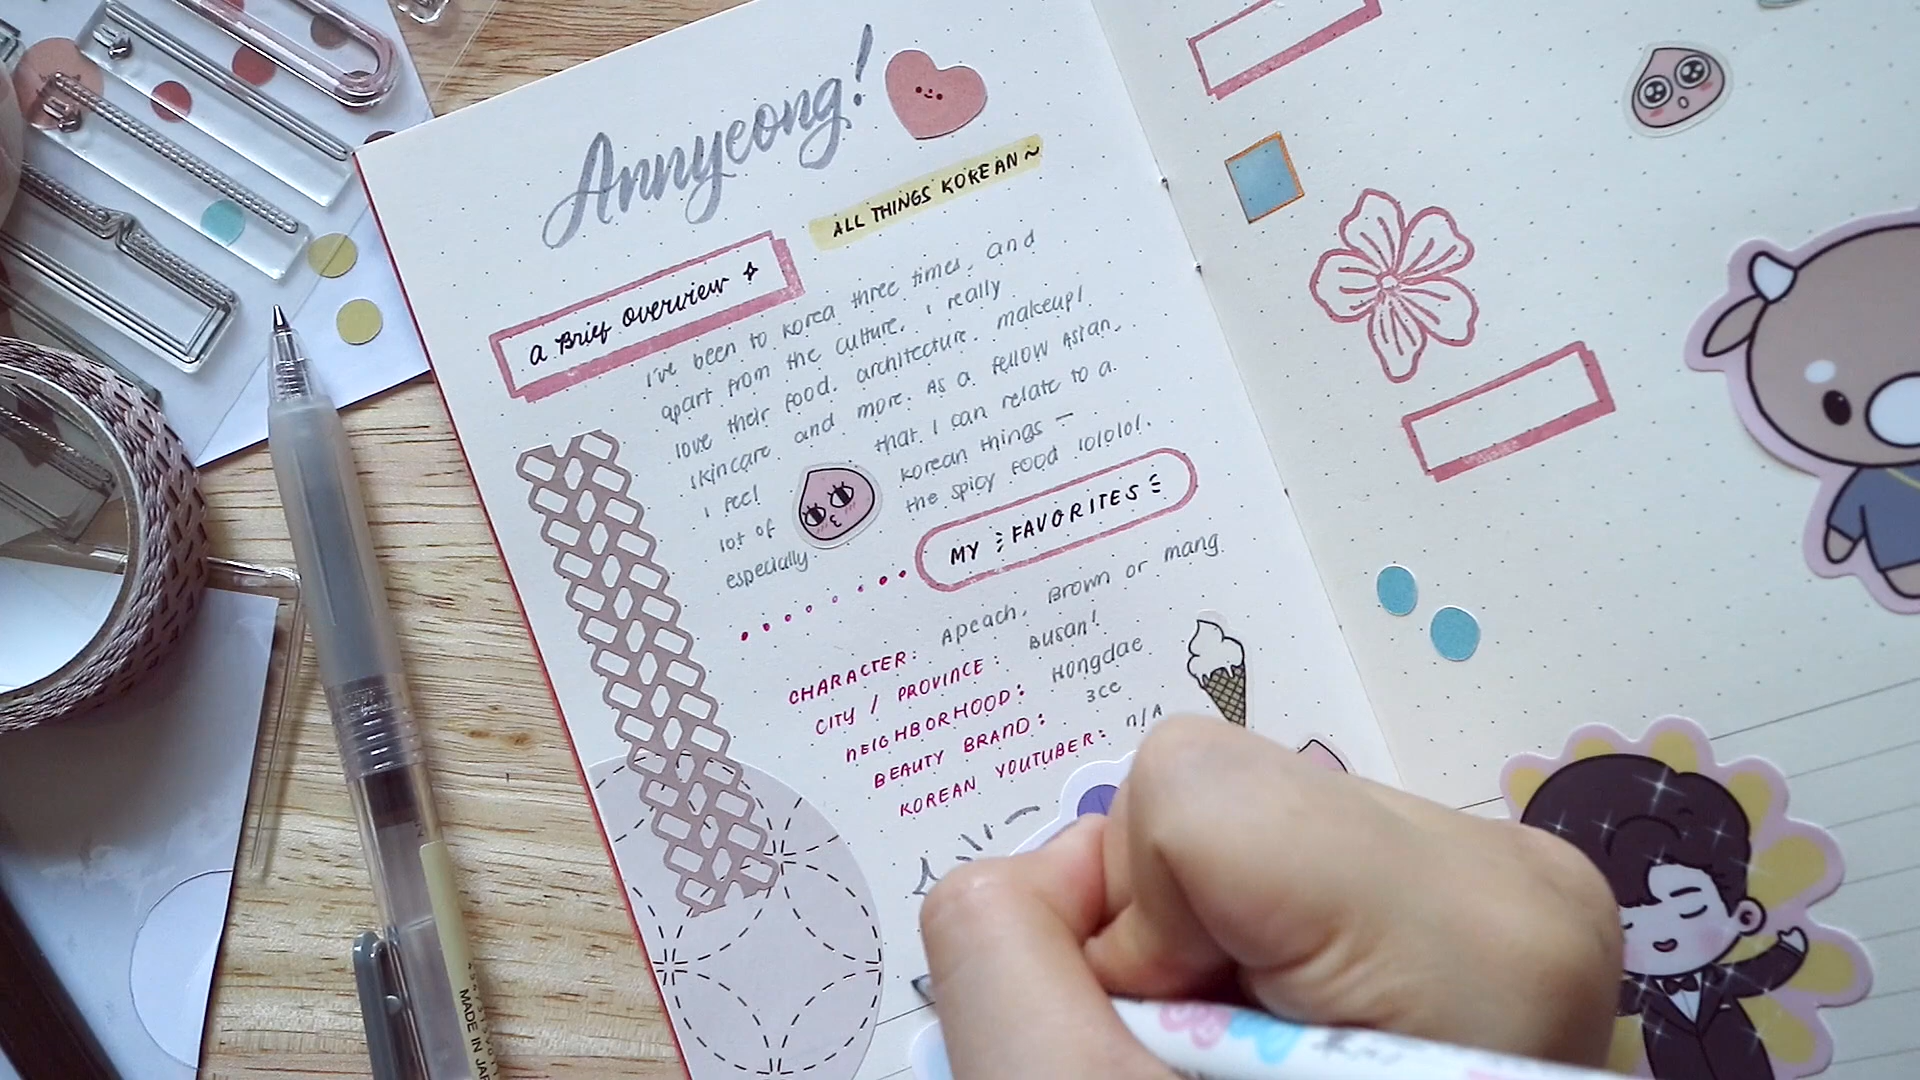 Annyeong!
ALL THINGS KOREAN~
a Brief overview
I've been to Korea three times, and
apart from the culture, I really
love their food, architecture, makeup/
skincare and more. As a fellow Asian,
I feel that I can relate to a
lot of korean things —
especially the spicy food lolololol.
MY FAVORITES
CHARACTER: Apeach, Brown or mang
CITY / PROVINCE: Busan!
NEIGHBORHOOD: Hongdae
BEAUTY BRAND: 3CE
KOREAN YOUTUBER: n/A
MADE IN JAP